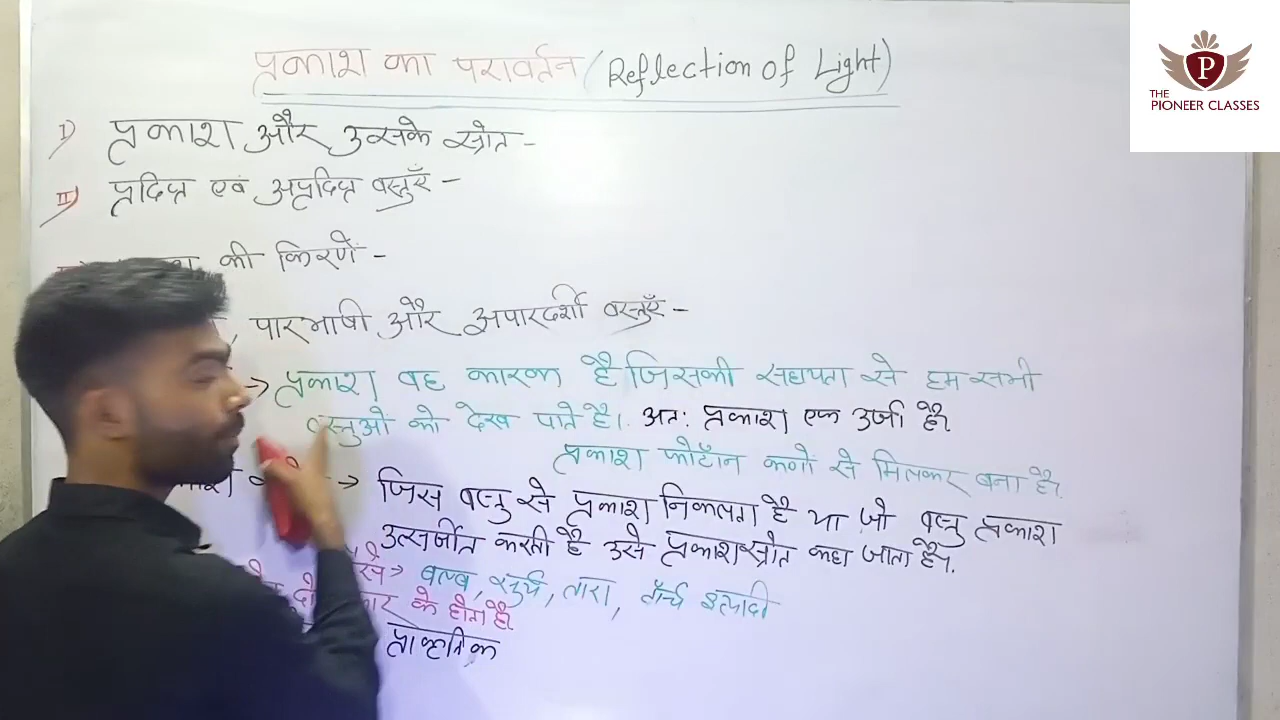 प्रकाश का परावर्तन (Reflection of Light)
P
THE
PIONEER CLASSES
I) प्रकाश और उसके स्रोत -
II) प्रदिप्त एवं अप्रदिप्त वस्तुएँ -
की किरणें -
, पारभाषी और अपारदर्शी वस्तुएँ -
→ प्रकाश वह कारक है जिसकी सहायता से हम सभी
वस्तुओ को देख पाते है। अतः प्रकाश एक उर्जा है।
प्रकाश फोटॉन कणों से मिलकर बना है।
→ जिस वस्तु से प्रकाश निकलता है या जो वस्तु प्रकाश
उत्सर्जीत करती है उसे प्रकाशस्रोत कहा जाता है।
→ बल्ब, सुर्य, तारा, टॉर्च इत्यादी
के होता है।
प्राकृतिक